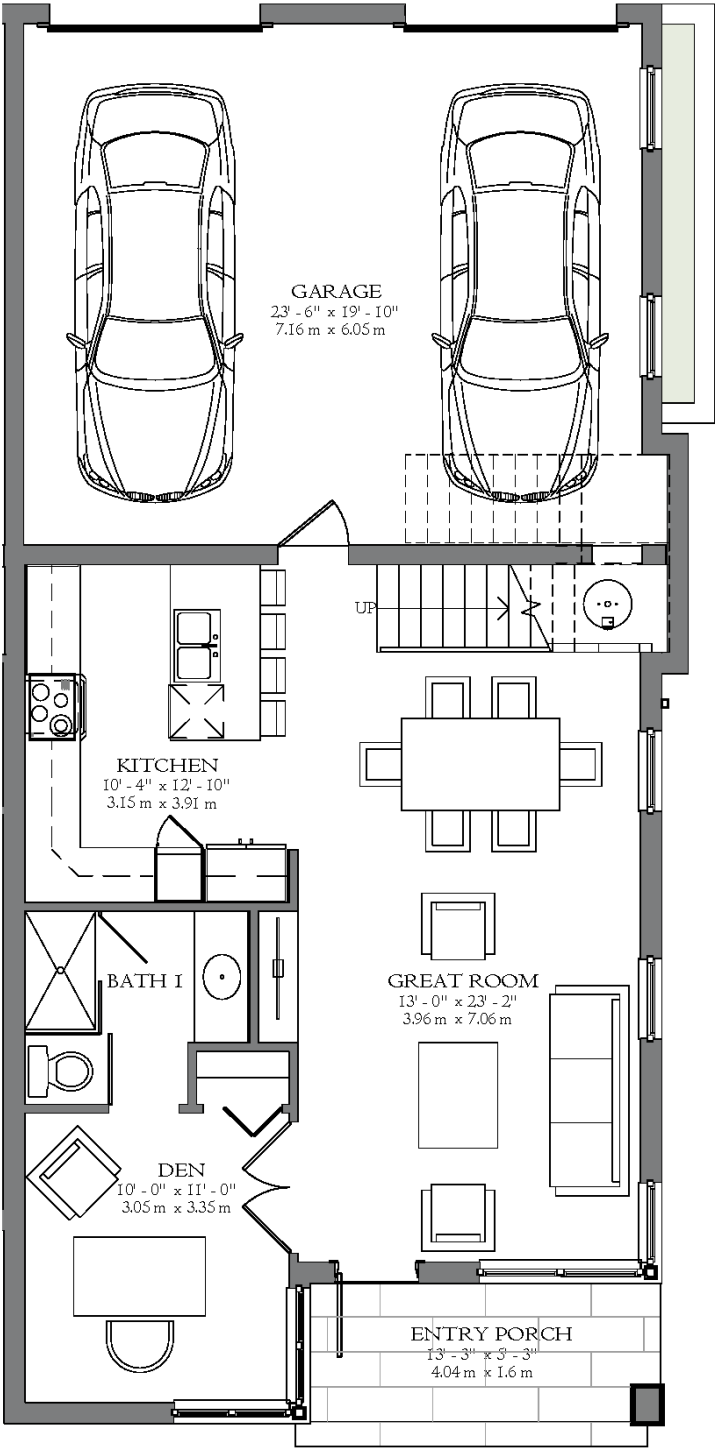 GARAGE
23' - 6" x 19' - 10"
7.16 m x 6.05 m
UP
KITCHEN
10' - 4" x 12' - 10"
3.15 m x 3.91 m
BATH 1
GREAT ROOM
13' - 0" x 23' - 2"
3.96 m x 7.06 m
DEN
10' - 0" x 11' - 0"
3.05 m x 3.35 m
ENTRY PORCH
13' - 3" x 5' - 3"
4.04 m x 1.6 m